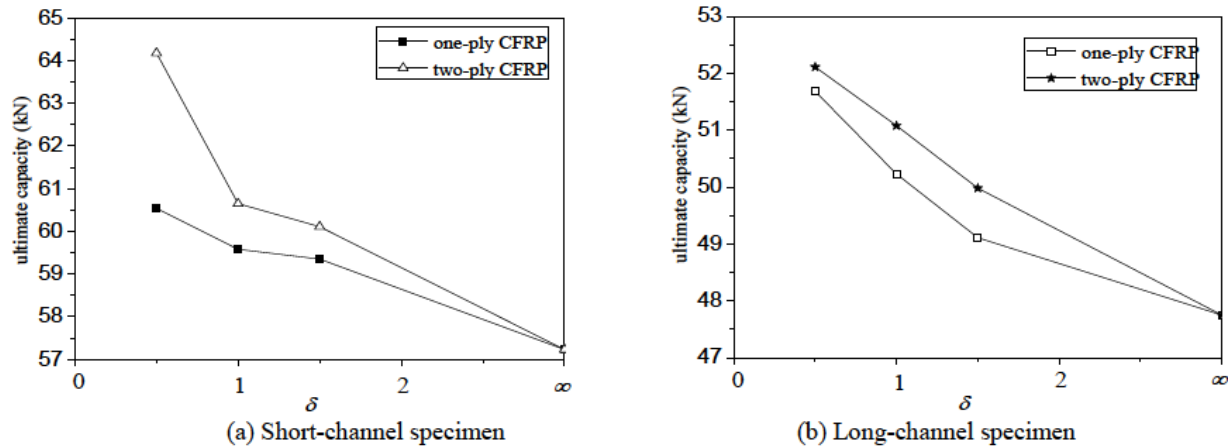 65
64
63
62
61
60
59
58
57
ultimate capacity (kN)
one-ply CFRP
two-ply CFRP
0
1
2
∞
δ
(a) Short-channel specimen
53
52
51
50
49
48
47
ultimate capacity (kN)
one-ply CFRP
two-ply CFRP
0
1
2
∞
δ
(b) Long-channel specimen